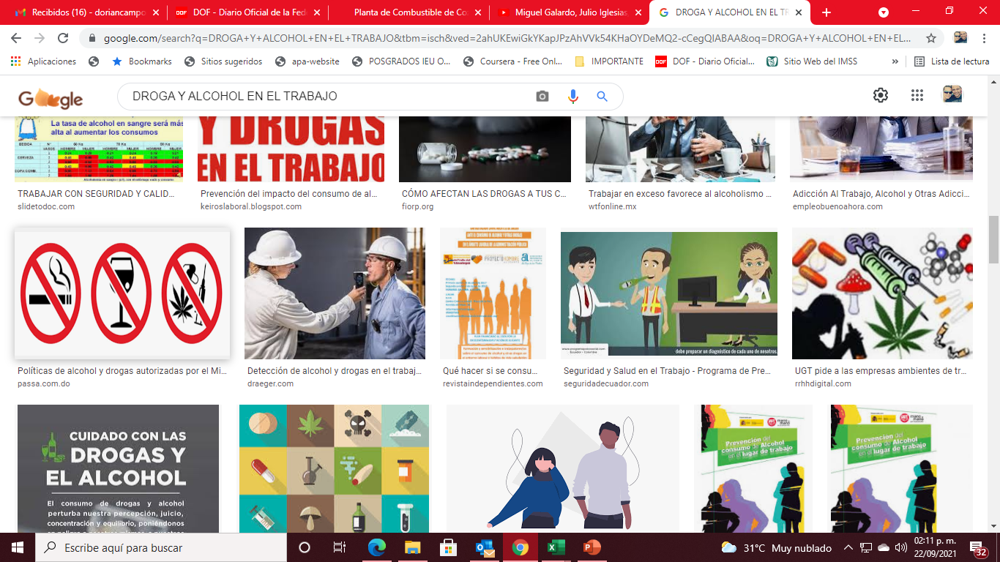 Recibidos (16) - doriancampo
DOF - Diario Oficial de la Fed
Planta de Combustible de Co
Miguel Galardo, Julio Iglesias
DROGA Y ALCOHOL EN EL TR
google.com/search?q=DROGA+Y+ALCOHOL+EN+EL+TRABAJO&tbm=isch&ved=2ahUKEwiGkYKapJPzAhVVk54KHaOYDeMQ2-cCegQIABAA&oq=DROGA+Y+ALCOHOL+EN+EL...
Aplicaciones
Bookmarks
Sitios sugeridos
apa-website
POSGRADOS IEU O...
Coursera - Free Onl...
IMPORTANTE
DOF - Diario Oficial...
Sitio Web del IMSS
»
Lista de lectura
Google
DROGA Y ALCOHOL EN EL TRABAJO
La tasa de alcohol en sangre será más
alta al aumentar los consumos
BEBIDA
HOMBRE MUJER HOMBRE MUJER HOMBRE MUJER
CERVEZA
Y DROGAS
EN EL TRABAJO
TRABAJAR CON SEGURIDAD Y CALID...
slidetodoc.com
Prevención del impacto del consumo de al...
keiroslaboral.blogspot.com
CÓMO AFECTAN LAS DROGAS A TUS C...
fiorp.org
Trabajar en exceso favorece al alcoholismo ...
wtfonline.mx
Adicción Al Trabajo, Alcohol y Otras Adicci...
empleobuenoahora.com
PROYECTO HOMBRE
debe preparar un diagnóstico de cada uno de nosotros.
Políticas de alcohol y drogas autorizadas por el Mi...
passa.com.do
Detección de alcohol y drogas en el trabaj...
draeger.com
Qué hacer si se consu...
revistaindependientes.com
Seguridad y Salud en el Trabajo - Programa de Pre...
seguridadecuador.com
UGT pide a las empresas ambientes de tr...
rrhhdigital.com
CUIDADO CON LAS
DROGAS Y
EL ALCOHOL
El consumo de drogas y alcohol
perturba nuestra percepción, juicio,
concentración y equilibrio, poniéndonos
Prevención del
consumo de Alcohol
en el lugar de trabajo
Prevención del
consumo de Alcohol
en el lugar de trabajo
Escribe aquí para buscar
31°C Muy nublado
02:11 p. m.
22/09/2021
32